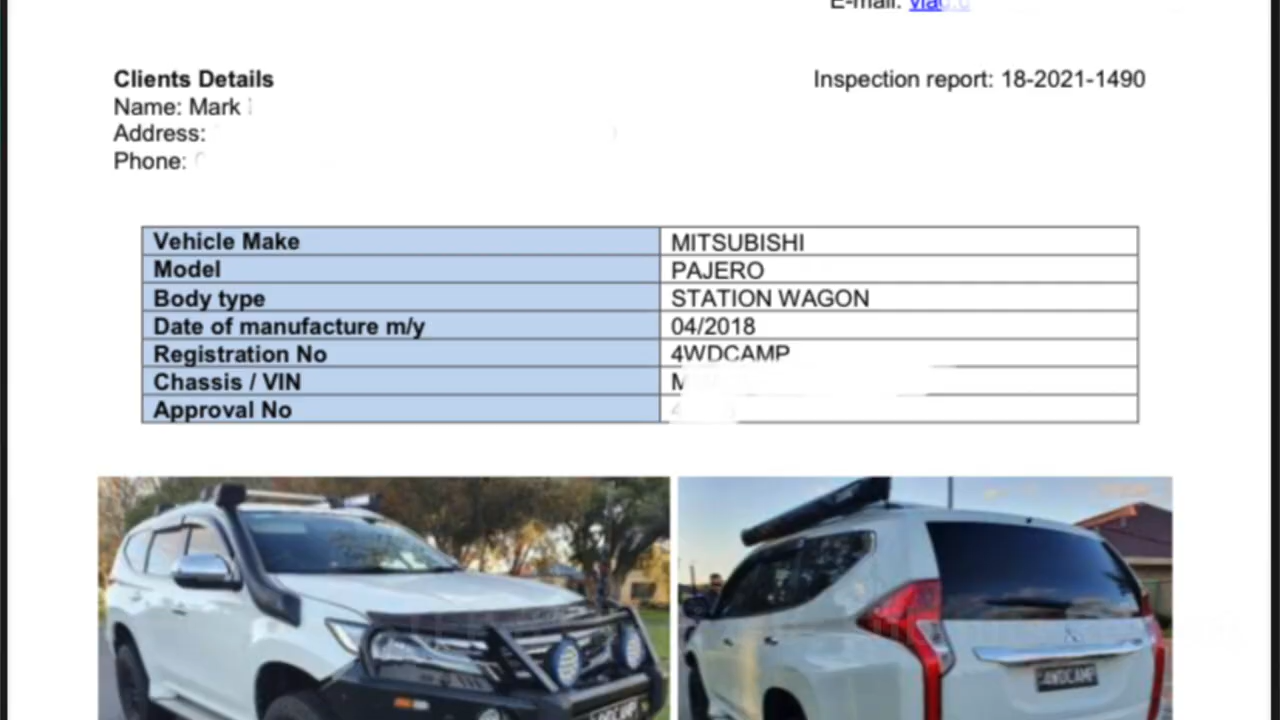 E-mail:
Clients Details
Inspection report: 18-2021-1490
Name: Mark
Address:
Phone:
Vehicle Make MITSUBISHI
Model PAJERO
Body type STATION WAGON
Date of manufacture m/y 04/2018
Registration No 4WDCAMP
Chassis / VIN M
Approval No
4WDCAMP
4WDCAMP